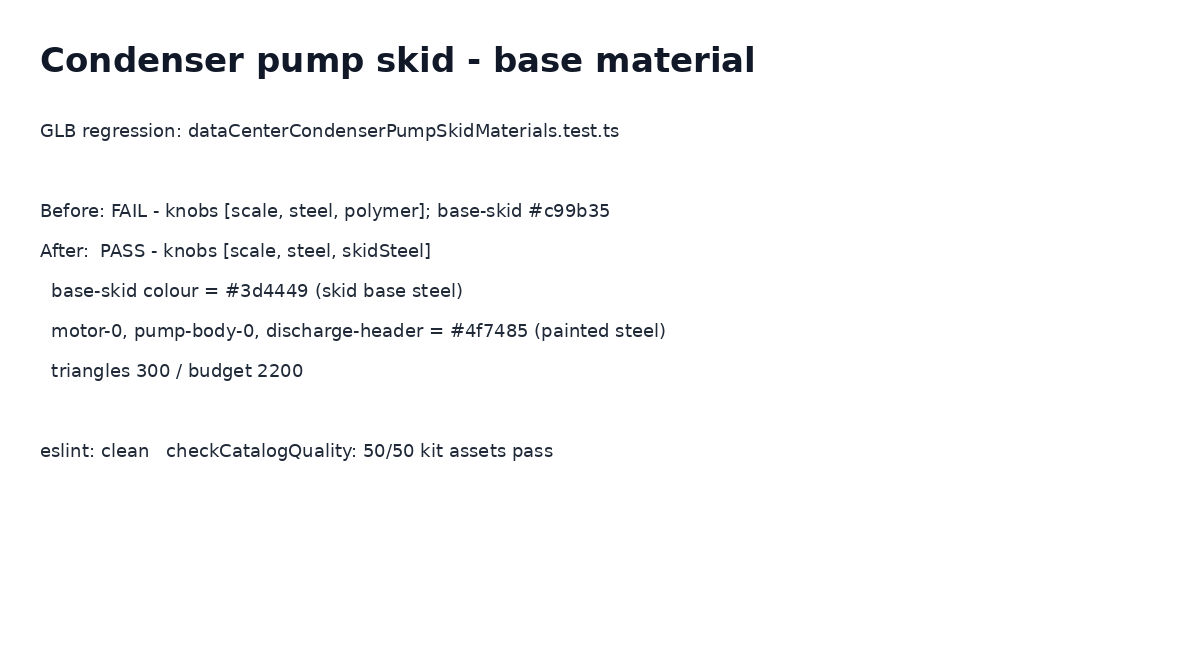 Condenser pump skid - base material
GLB regression: dataCenterCondenserPumpSkidMaterials.test.ts
Before: FAIL - knobs [scale, steel, polymer]; base-skid #c99b35
After:  PASS - knobs [scale, steel, skidSteel]
  base-skid colour = #3d4449 (skid base steel)
  motor-0, pump-body-0, discharge-header = #4f7485 (painted steel)
  triangles 300 / budget 2200
eslint: clean   checkCatalogQuality: 50/50 kit assets pass